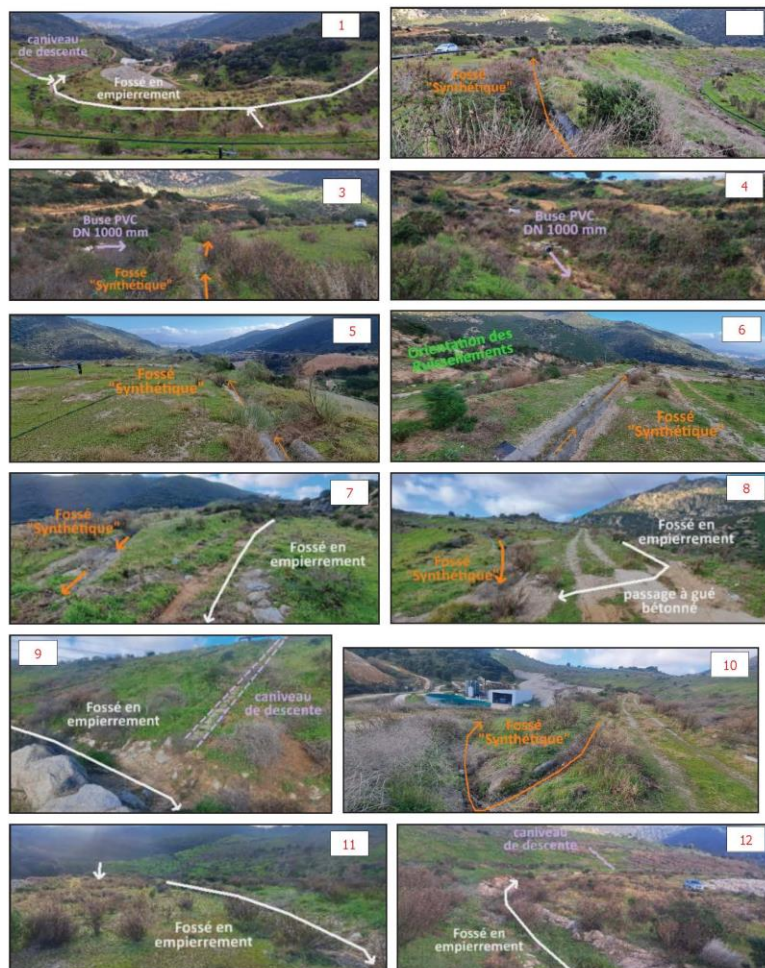 caniveau
de descente
1
Fossé en
empierrement
Fossé
"Synthétique"
3
Buse PVC
DN 1000 mm
Fossé
"Synthétique"
4
Buse PVC
DN 1000 mm
5
Fossé
"Synthétique"
6
Orientation des
Ruissellements
Fossé
"Synthétique"
7
Fossé
"Synthétique"
Fossé en
empierrement
8
Fossé en
empierrement
Fossé
"Synthétique"
passage à gué
bétonné
9
Fossé en
empierrement
caniveau
de descente
10
Fossé
"Synthétique"
11
Fossé en
empierrement
12
caniveau
de descente
Fossé en
empierrement